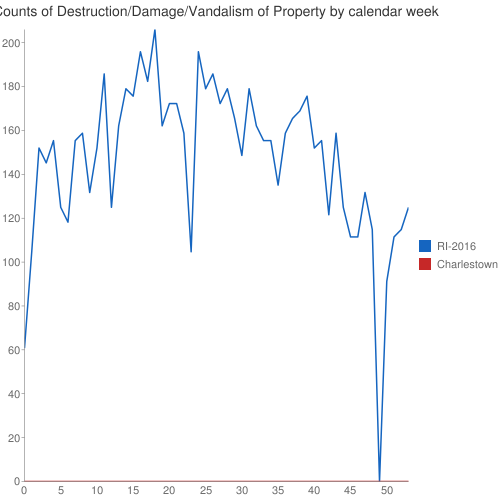 Counts of Destruction/Damage/Vandalism of Property by calendar week
200
180
160
140
120
100
80
60
40
20
0
RI-2016
Charlestown
0 5 10 15 20 25 30 35 40 45 50